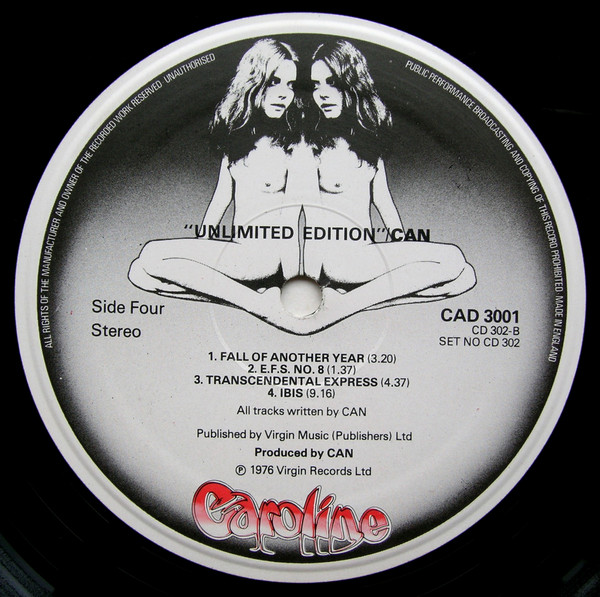 ALL RIGHTS OF THE MANUFACTURER AND OWNER OF THE RECORDED WORK RESERVED. UNAUTHORISED
PUBLIC PERFORMANCE BROADCASTING AND COPYING OF THIS RECORD PROHIBITED MADE IN ENGLAND
"UNLIMITED EDITION"/CAN
Side Four
Stereo
CAD 3001
CD 302-B
SET NO CD 302
1. FALL OF ANOTHER YEAR (3.20)
2. E.F.S. NO. 8 (1.37)
3. TRANSCENDENTAL EXPRESS (4.37)
4. IBIS (9.16)
All tracks written by CAN
Published by Virgin Music (Publishers) Ltd
Produced by CAN
℗ 1976 Virgin Records Ltd
Caroline